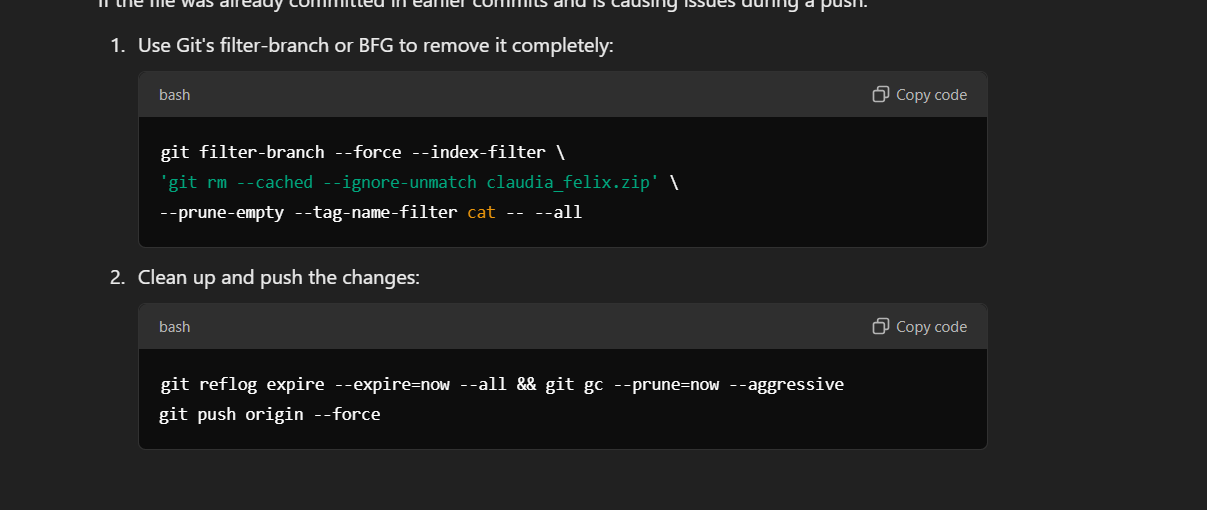 If the file was already committed in earlier commits and is causing issues during a push:
1. Use Git's filter-branch or BFG to remove it completely:
bash
Copy code
git filter-branch --force --index-filter \
'git rm --cached --ignore-unmatch claudia_felix.zip' \
--prune-empty --tag-name-filter cat -- --all
2. Clean up and push the changes:
bash
Copy code
git reflog expire --expire=now --all && git gc --prune=now --aggressive
git push origin --force